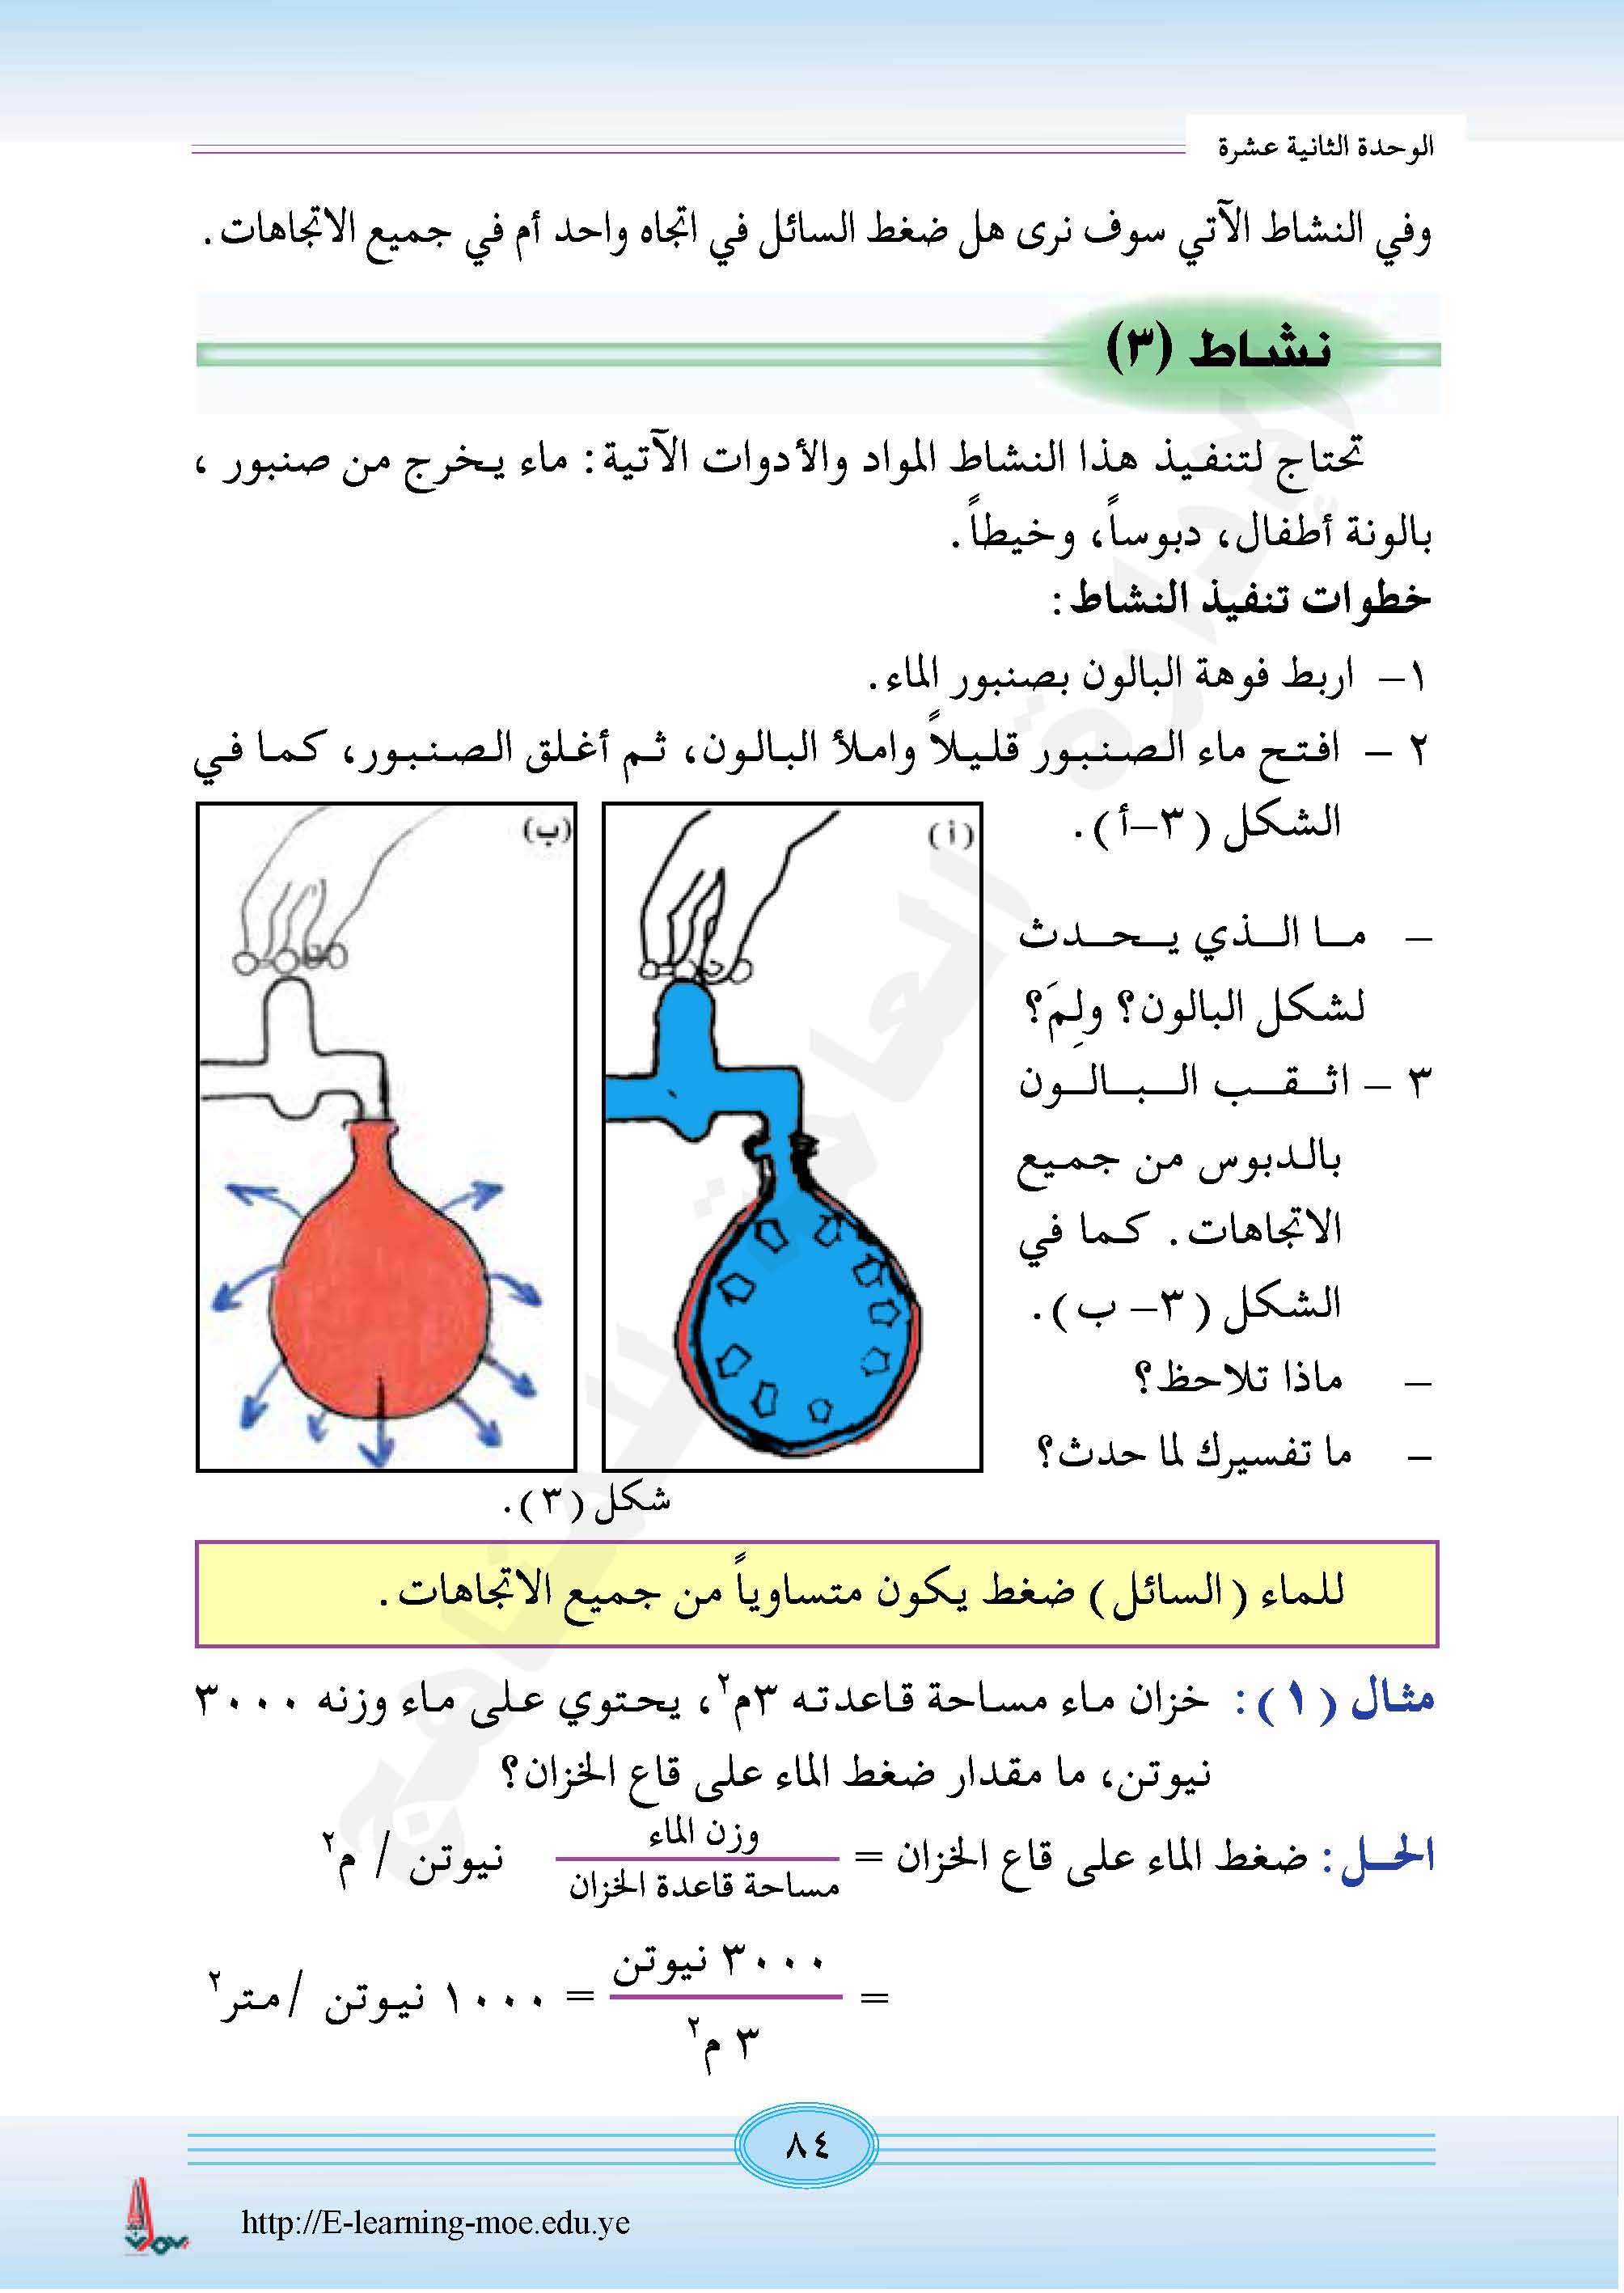 الوحدة الثانية عشرة
وفي النشاط الآتي سوف نرى هل ضغط السائل في اتجاه واحد أم في جميع الاتجاهات.
نشاط (٣)
تحتاج لتنفيذ هذا النشاط المواد والأدوات الآتية: ماء يخرج من صنبور ،
بالونة أطفال، دبوساً، وخيطاً.
خطوات تنفيذ النشاط:
١- اربط فوهة البالون بصنبور الماء.
٢ - افتح ماء الصنبور قليلاً واملأ البالون، ثم أغلق الصنبور، كما في
الشكل (٣-أ).
- ما الذي يحدث
لشكل البالون؟ ولِمَ؟
٣ - اثقب البالون
بالدبوس من جميع
الاتجاهات. كما في
الشكل (٣- ب).
- ماذا تلاحظ؟
- ما تفسيرك لما حدث؟
(أ)
(ب)
شكل (٣).
للماء (السائل) ضغط يكون متساوياً من جميع الاتجاهات.
مثال (١): خزان ماء مساحة قاعدته ٣م٢، يحتوي على ماء وزنه ٣٠٠٠
نيوتن، ما مقدار ضغط الماء على قاع الخزان؟
الحل: ضغط الماء على قاع الخزان = وزن الماء / مساحة قاعدة الخزان نيوتن / م٢
= ٣٠٠٠ نيوتن / ٣ م٢ = ١٠٠٠ نيوتن /متر٢
٨٤
http://E-learning-moe.edu.ye
الإدارة العامة للمناهج